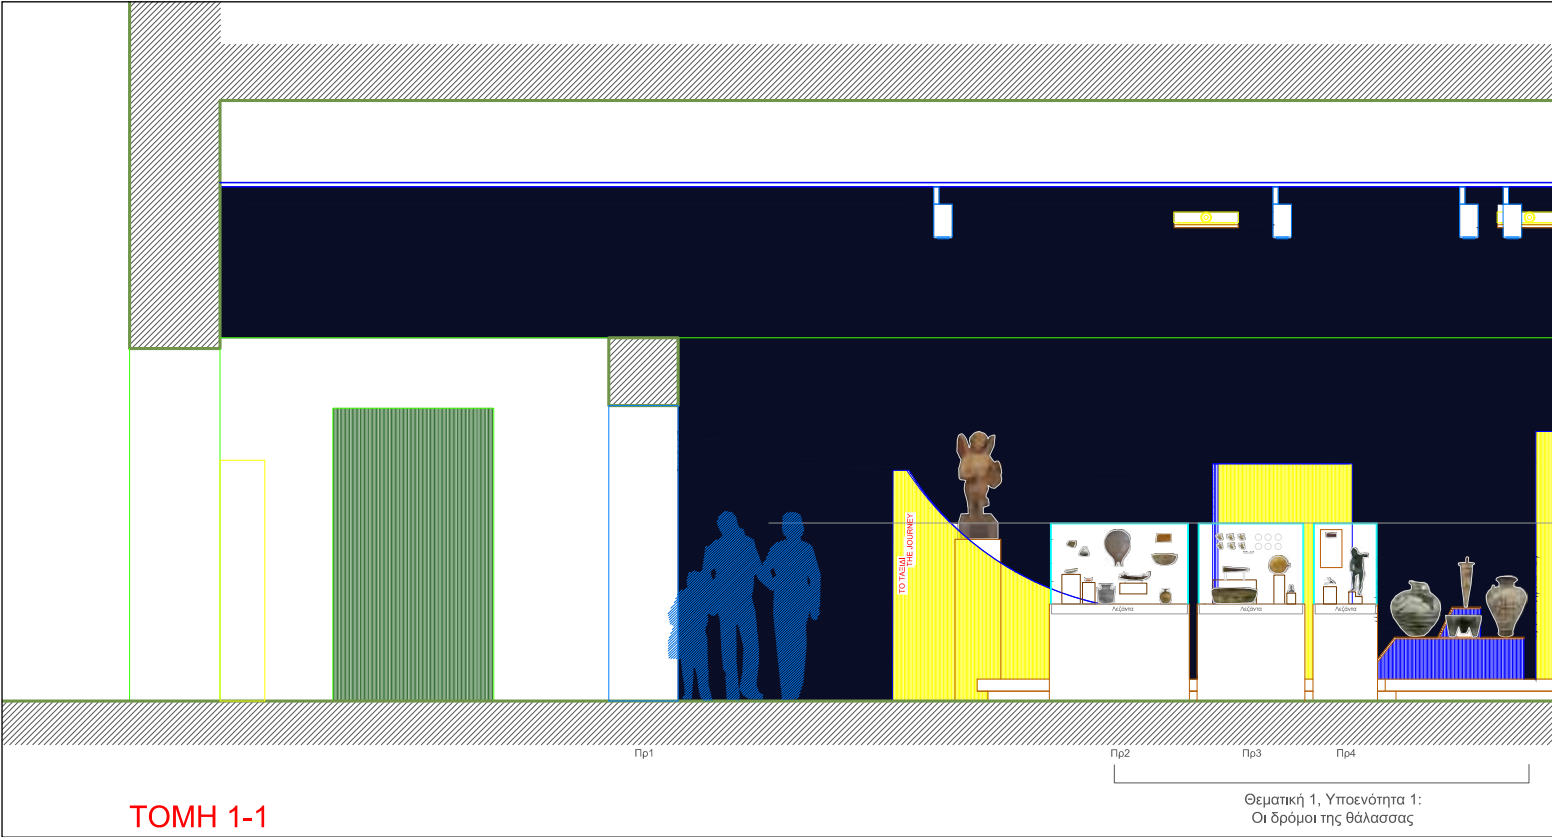 ΤΟ ΤΑΞΙΔΙ
THE JOURNEY
Λεζάντα
Λεζάντα
Λεζάντα
Πρ1
Πρ2
Πρ3
Πρ4
Θεματική 1, Υποενότητα 1:
Οι δρόμοι της θάλασσας
ΤΟΜΗ 1-1